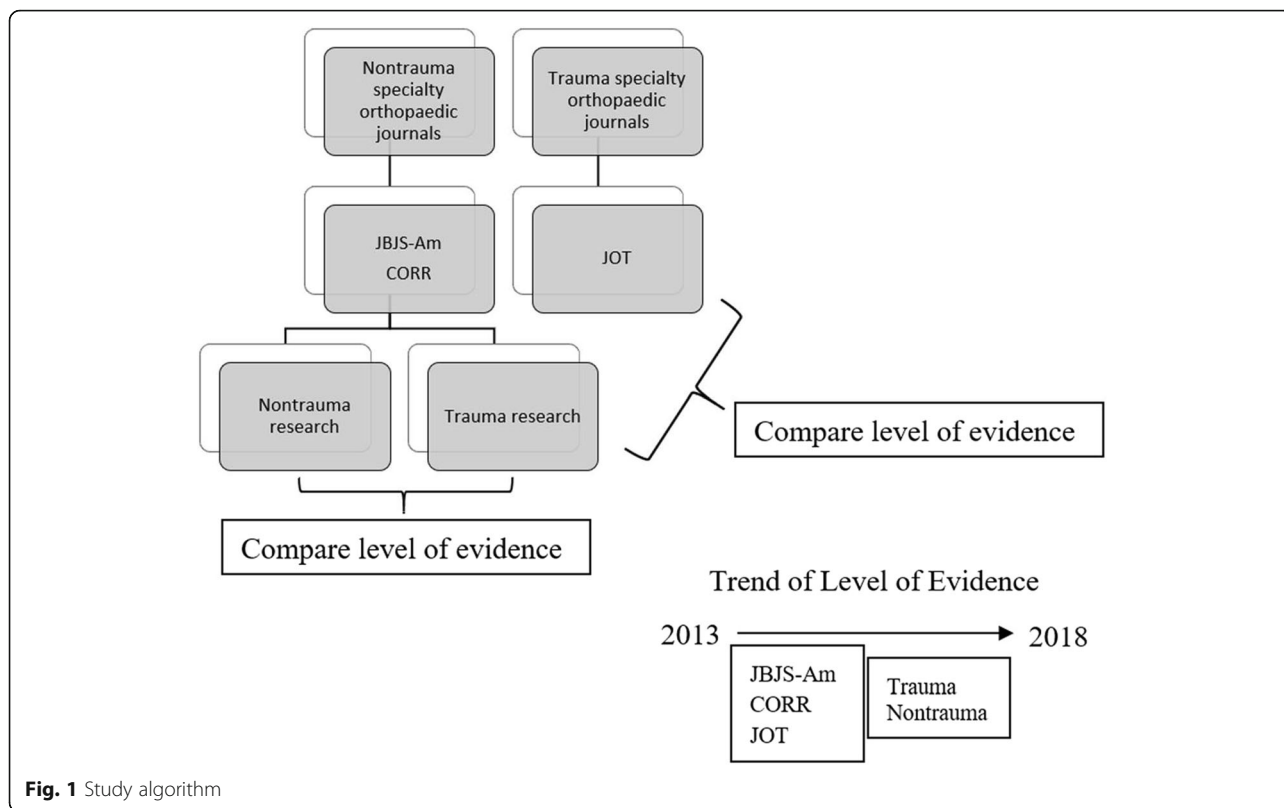 Nontrauma
specialty
orthopaedic
journals
Trauma specialty
orthopaedic
journals
JBJS-Am
CORR
JOT
Nontrauma
research
Trauma research
Compare level of evidence
Compare level of evidence
Trend of Level of Evidence
2013
2018
JBJS-Am
CORR
JOT
Trauma
Nontrauma
Fig. 1 Study algorithm